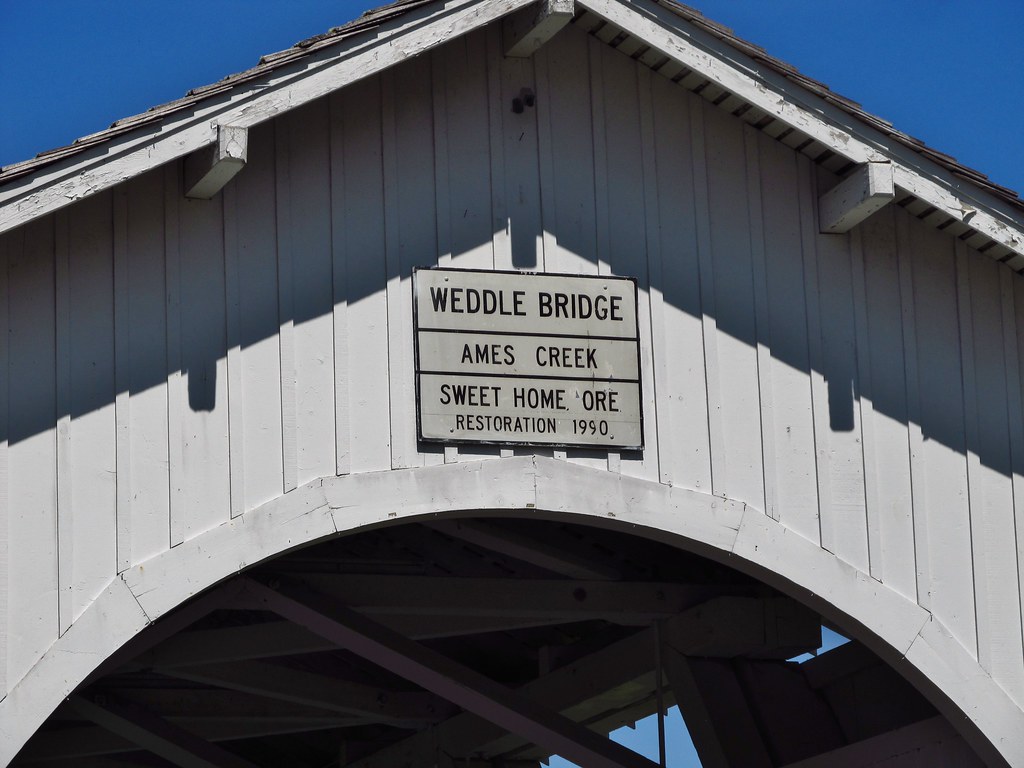 WEDDLE BRIDGE
AMES CREEK
SWEET HOME, ORE.
RESTORATION 1990